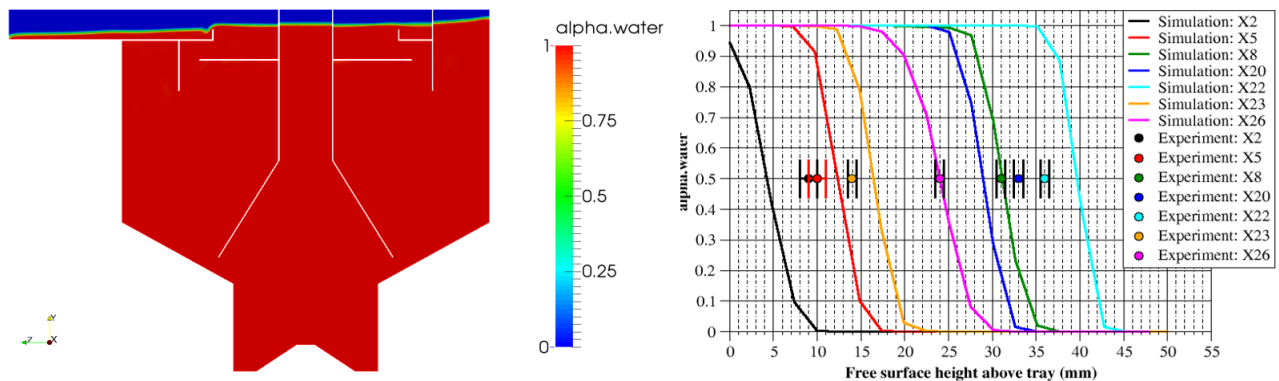 alpha.water
1
0.75
0.5
0.25
0
Y
Z
X
1
0.9
0.8
0.7
0.6
0.5
0.4
0.3
0.2
0.1
0
alpha.water
0 5 10 15 20 25 30 35 40 45 50 55
Free surface height above tray (mm)
Simulation: X2
Simulation: X5
Simulation: X8
Simulation: X20
Simulation: X22
Simulation: X23
Simulation: X26
Experiment: X2
Experiment: X5
Experiment: X8
Experiment: X20
Experiment: X22
Experiment: X23
Experiment: X26